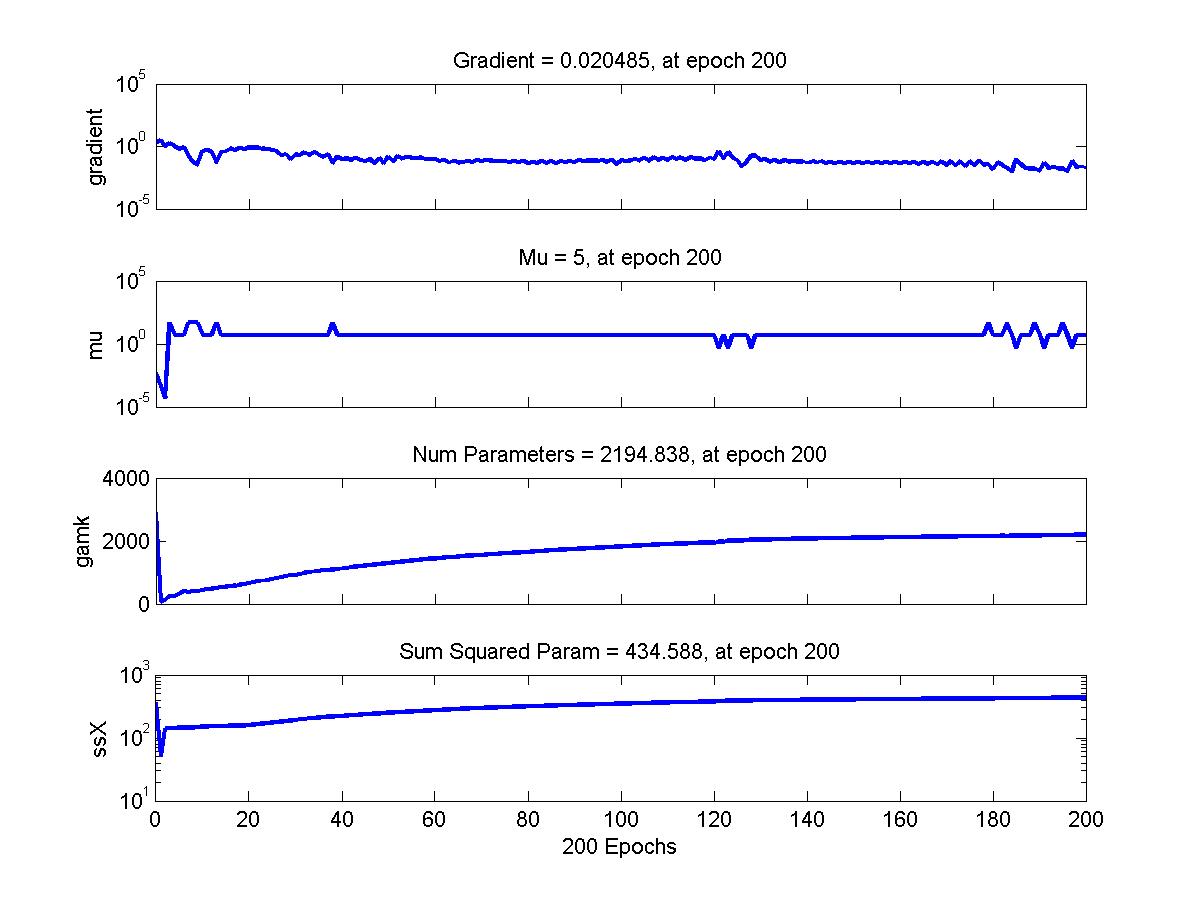 Gradient = 0.020485, at epoch 200
10^5
10^0
10^-5
gradient
Mu = 5, at epoch 200
10^5
10^0
10^-5
mu
Num Parameters = 2194.838, at epoch 200
4000
2000
0
gamk
Sum Squared Param = 434.588, at epoch 200
10^3
10^2
10^1
ssX
0 20 40 60 80 100 120 140 160 180 200
200 Epochs